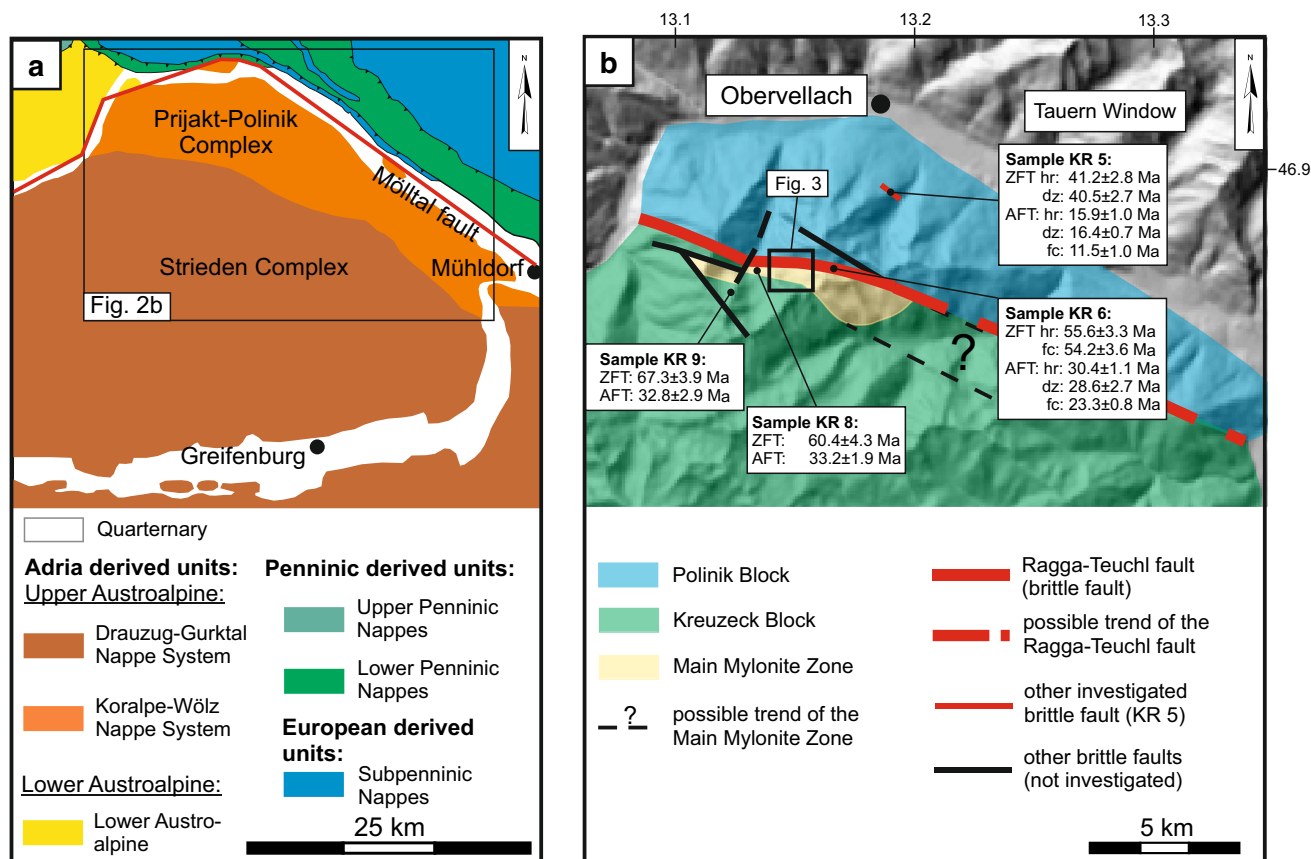 a
N
Prijakt-Polinik
Complex
Mölltal fault
Mühldorf
Strieden Complex
Fig. 2b
Greifenburg
Quarternary
Adria derived units:
Upper Austroalpine:
Drauzug-Gurktal
Nappe System
Koralpe-Wölz
Nappe System
Lower Austroalpine:
Lower Austro-
alpine
Penninic derived units:
Upper Penninic
Nappes
Lower Penninic
Nappes
European derived
units:
Subpenninic
Nappes
25 km
13.1
13.2
13.3
b
N
Obervellach
Tauern Window
46.9
Sample KR 5:
ZFT hr: 41.2±2.8 Ma
dz: 40.5±2.7 Ma
AFT: hr: 15.9±1.0 Ma
dz: 16.4±0.7 Ma
fc: 11.5±1.0 Ma
Fig. 3
Sample KR 6:
ZFT hr: 55.6±3.3 Ma
fc: 54.2±3.6 Ma
AFT: hr: 30.4±1.1 Ma
dz: 28.6±2.7 Ma
fc: 23.3±0.8 Ma
?
Sample KR 9:
ZFT: 67.3±3.9 Ma
AFT: 32.8±2.9 Ma
Sample KR 8:
ZFT: 60.4±4.3 Ma
AFT: 33.2±1.9 Ma
Polinik Block
Kreuzeck Block
Main Mylonite Zone
?
possible trend of the
Main Mylonite Zone
Ragga-Teuchl fault
(brittle fault)
possible trend of the
Ragga-Teuchl fault
other investigated
brittle fault (KR 5)
other brittle faults
(not investigated)
5 km